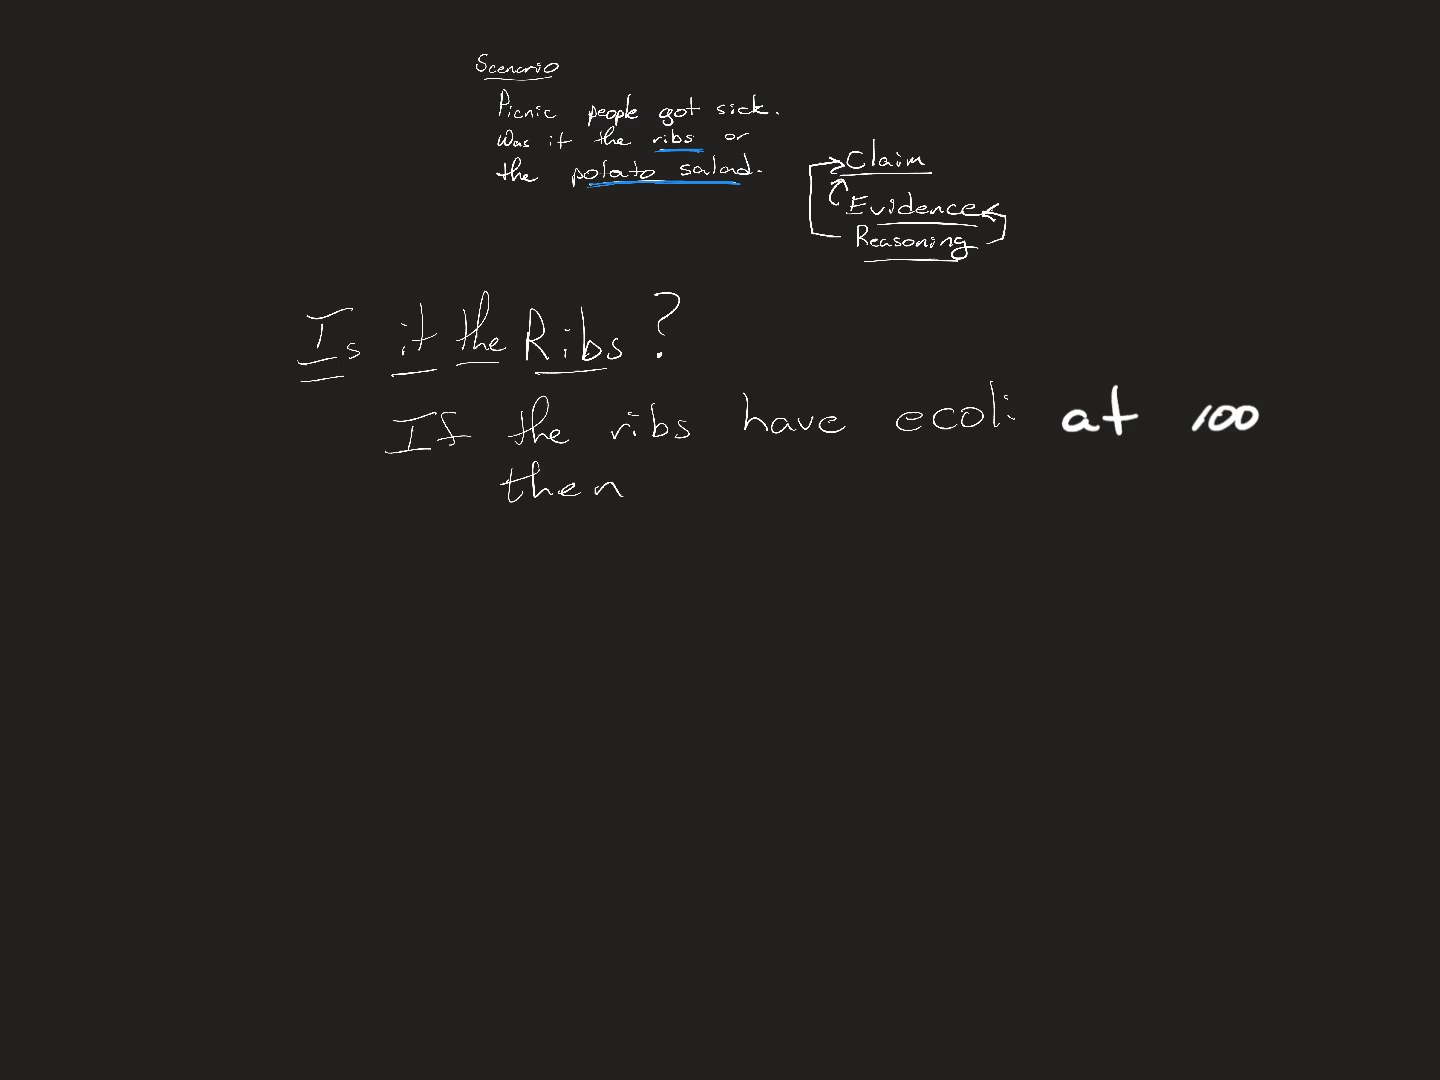 Scenario
Picnic people got sick.
Was it the ribs or
the potato salad.
Claim
Evidence
Reasoning
Is it the Ribs?
If the ribs have ecoli at 100
then